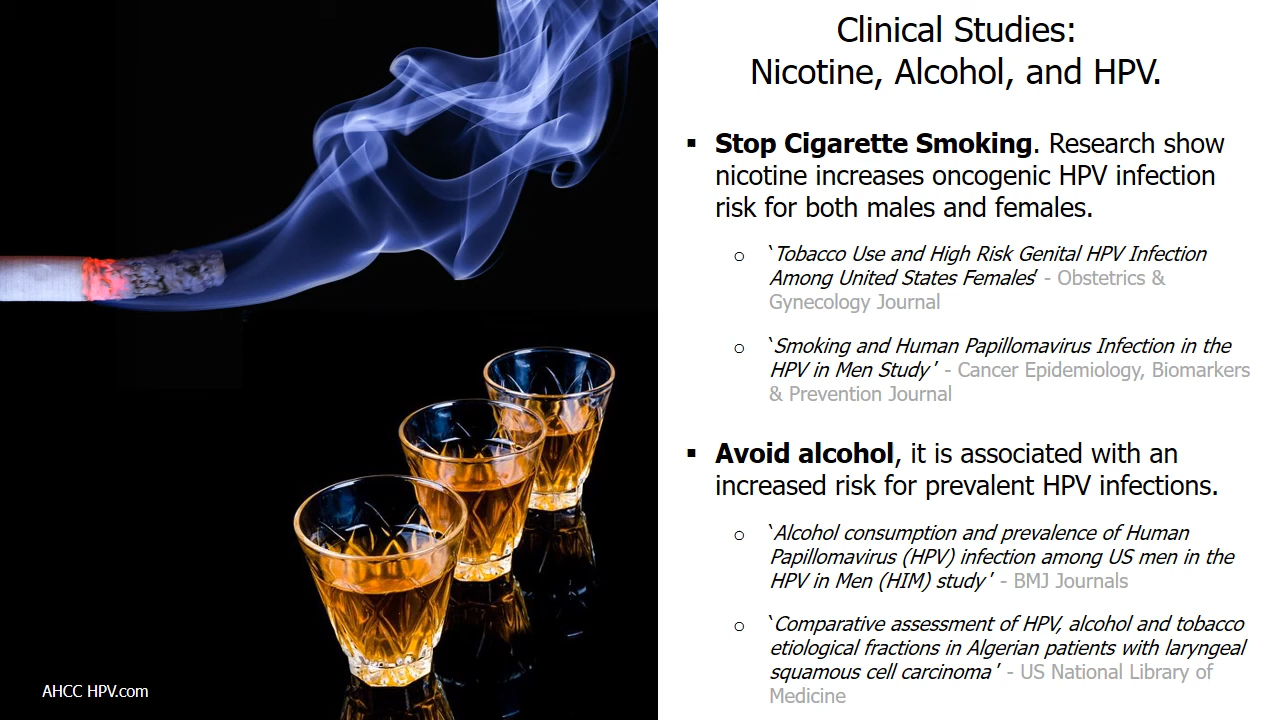 Clinical Studies:
Nicotine, Alcohol, and HPV.
▪ Stop Cigarette Smoking. Research show
nicotine increases oncogenic HPV infection
risk for both males and females.
o ‘Tobacco Use and High Risk Genital HPV Infection
Among United States Females’ - Obstetrics &
Gynecology Journal
o ‘Smoking and Human Papillomavirus Infection in the
HPV in Men Study’ - Cancer Epidemiology, Biomarkers
& Prevention Journal
▪ Avoid alcohol, it is associated with an
increased risk for prevalent HPV infections.
o ‘Alcohol consumption and prevalence of Human
Papillomavirus (HPV) infection among US men in the
HPV in Men (HIM) study’ - BMJ Journals
o ‘Comparative assessment of HPV, alcohol and tobacco
etiological fractions in Algerian patients with laryngeal
squamous cell carcinoma’ - US National Library of
Medicine
AHCC HPV.com